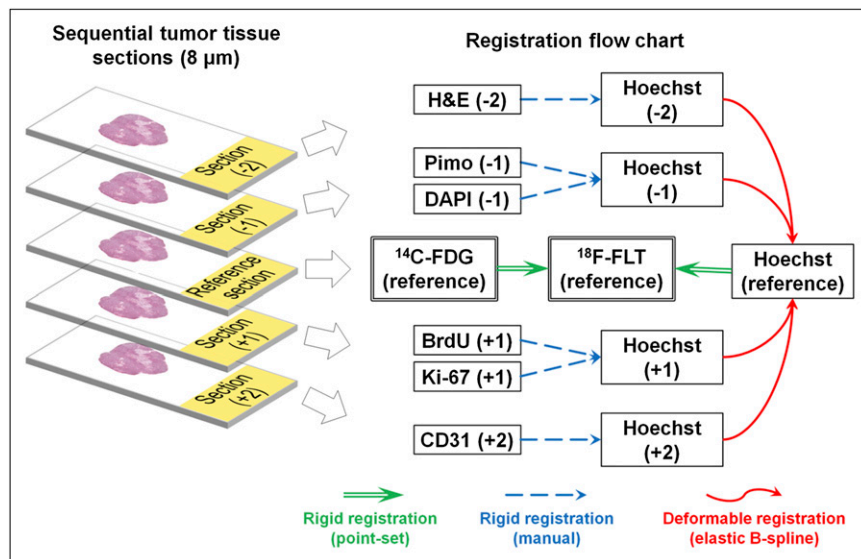 Sequential tumor tissue
sections (8 µm)
Registration flow chart
Section
(-2)
Section
(-1)
Reference
section
Section
(+1)
Section
(+2)
H&E (-2)
Hoechst
(-2)
Pimo (-1)
DAPI (-1)
Hoechst
(-1)
¹⁴C-FDG
(reference)
¹⁸F-FLT
(reference)
Hoechst
(reference)
BrdU (+1)
Ki-67 (+1)
Hoechst
(+1)
CD31 (+2)
Hoechst
(+2)
Rigid registration
(point-set)
Rigid registration
(manual)
Deformable registration
(elastic B-spline)